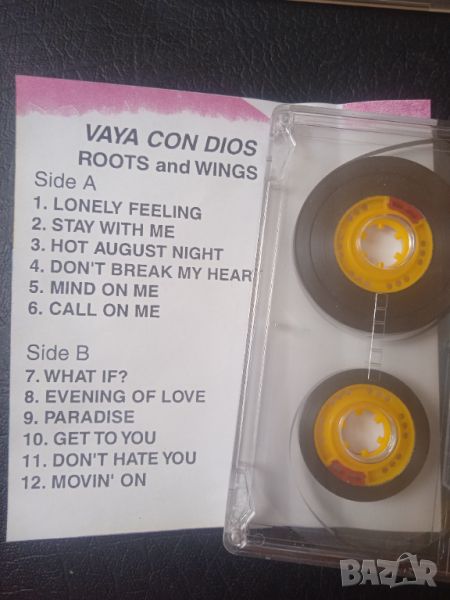 VAYA CON DIOS
ROOTS and WINGS
Side A
1. LONELY FEELING
2. STAY WITH ME
3. HOT AUGUST NIGHT
4. DON'T BREAK MY HEART
5. MIND ON ME
6. CALL ON ME
Side B
7. WHAT IF?
8. EVENING OF LOVE
9. PARADISE
10. GET TO YOU
11. DON'T HATE YOU
12. MOVIN' ON
BAZAR